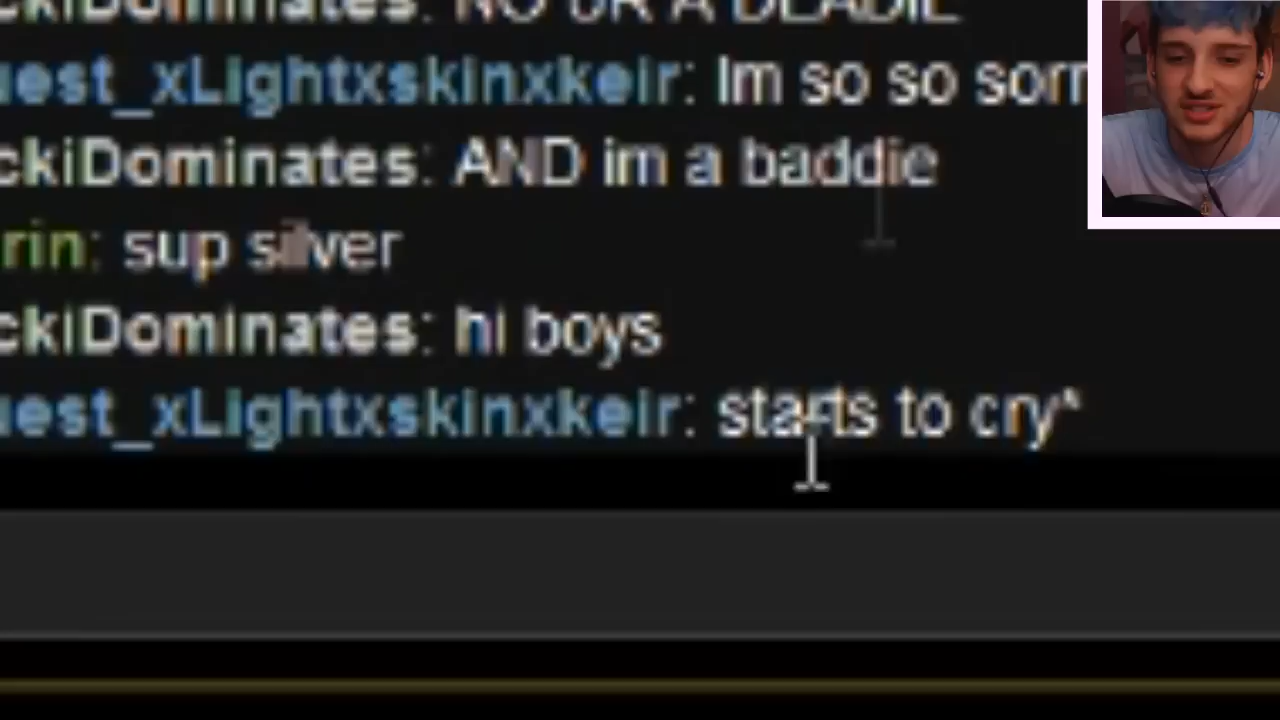 ckiDominates: NO UR A DEADIE
uest_xLightxskinxkeir: Im so so sorr
ckiDominates: AND im a baddie
rin: sup silver
ckiDominates: hi boys
uest_xLightxskinxkeir: starts to cry*